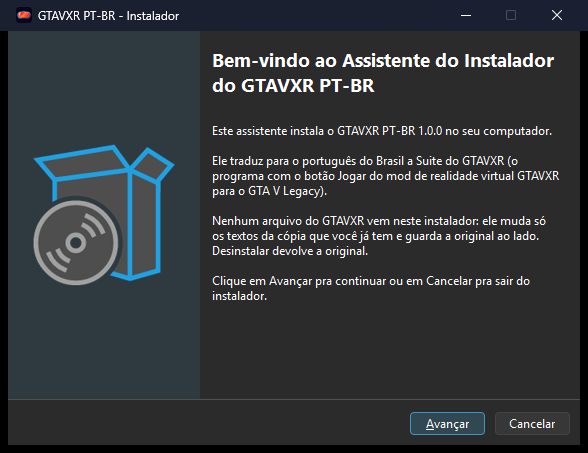 GTAVXR PT-BR - Instalador
Bem-vindo ao Assistente do Instalador
do GTAVXR PT-BR
Este assistente instala o GTAVXR PT-BR 1.0.0 no seu computador.
Ele traduz para o português do Brasil a Suite do GTAVXR (o
programa com o botão Jogar do mod de realidade virtual GTAVXR
para o GTA V Legacy).
Nenhum arquivo do GTAVXR vem neste instalador: ele muda só
os textos da cópia que você já tem e guarda a original ao lado.
Desinstalar devolve a original.
Clique em Avançar pra continuar ou em Cancelar pra sair do
instalador.
Avançar
Cancelar